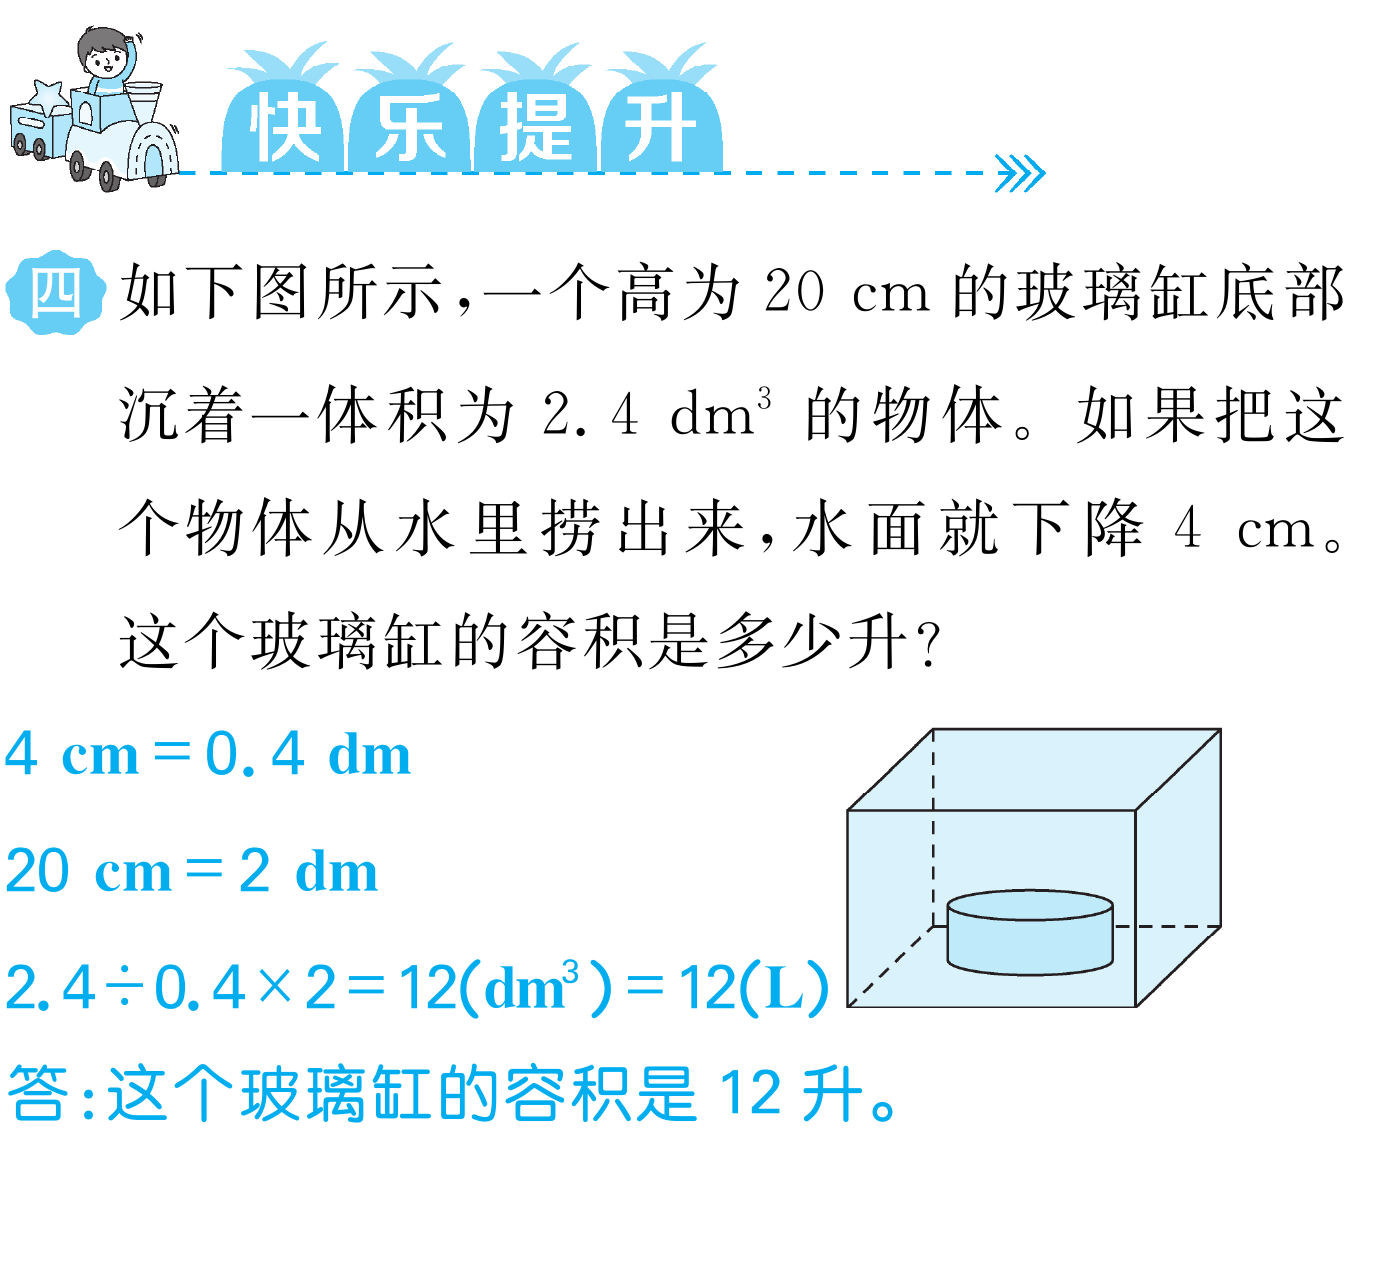 快乐提升
四 如下图所示,一个高为 20 cm 的玻璃缸底部
沉着一体积为 2.4 dm³ 的物体。如果把这
个物体从水里捞出来,水面就下降 4 cm。
这个玻璃缸的容积是多少升?
4 cm=0.4 dm
20 cm=2 dm
2.4÷0.4×2=12(dm³)=12(L)
答:这个玻璃缸的容积是 12 升。